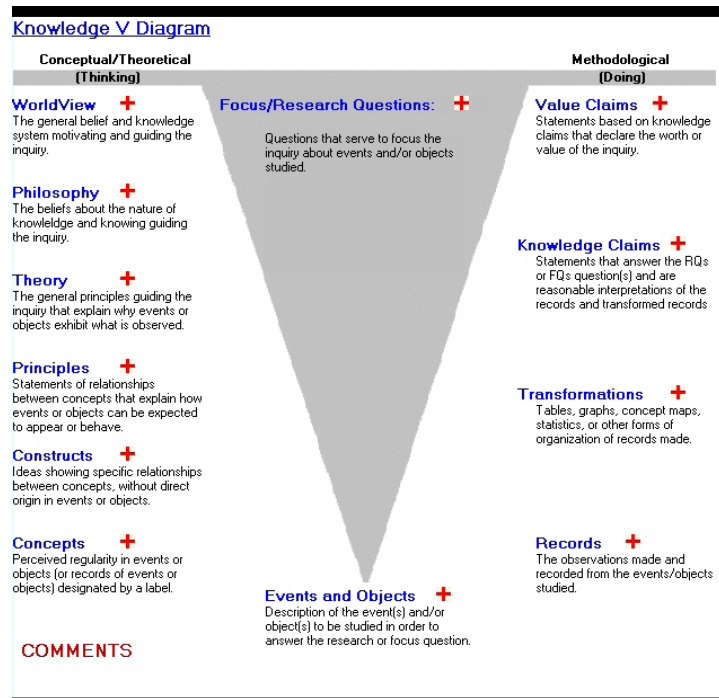 Knowledge V Diagram
Conceptual/Theoretical
(Thinking)
Methodological
(Doing)
WorldView
The general belief and knowledge
system motivating and guiding the
inquiry.
Philosophy
The beliefs about the nature of
knowleldge and knowing guiding
the inquiry.
Theory
The general principles guiding the
inquiry that explain why events or
objects exhibit what is observed.
Principles
Statements of relationships
between concepts that explain how
events or objects can be expected
to appear or behave.
Constructs
Ideas showing specific relationships
between concepts, without direct
origin in events or objects.
Concepts
Perceived regularity in events or
objects (or records of events or
objects) designated by a label.
Focus/Research Questions:
Questions that serve to focus the
inquiry about events and/or objects
studied.
Events and Objects
Description of the event(s) and/or
object(s) to be studied in order to
answer the research or focus question.
Value Claims
Statements based on knowledge
claims that declare the worth or
value of the inquiry.
Knowledge Claims
Statements that answer the RQs
or FQs question(s) and are
reasonable interpretations of the
records and transformed records
Transformations
Tables, graphs, concept maps,
statistics, or other forms of
organization of records made.
Records
The observations made and
recorded from the events/objects
studied.
COMMENTS